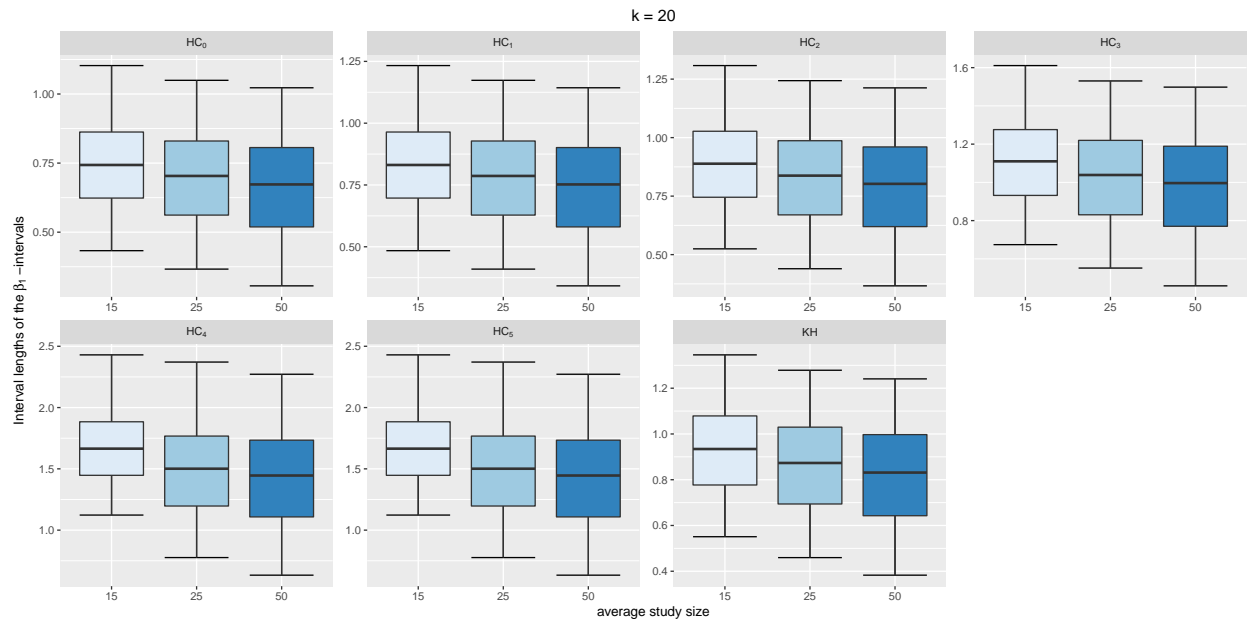 k = 20
HC₀
HC₁
HC₂
HC₃
Interval lengths of the β₁ −intervals
1.00
0.75
0.50
15 25 50
1.25
1.00
0.75
0.50
15 25 50
1.25
1.00
0.75
0.50
15 25 50
1.6
1.2
0.8
15 25 50
HC₄
HC₅
KH
2.5
2.0
1.5
1.0
15 25 50
2.5
2.0
1.5
1.0
15 25 50
1.2
1.0
0.8
0.6
0.4
15 25 50
average study size